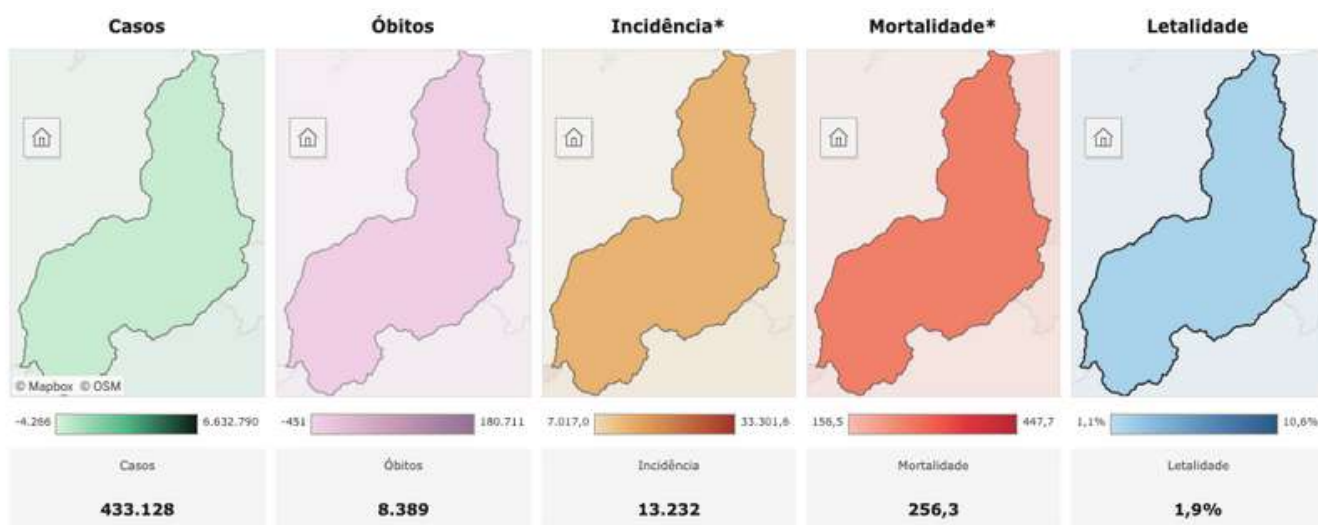 Casos Óbitos Incidência* Mortalidade* Letalidade
© Mapbox © OSM
-4.266 6.632.790 -451 180.711 7.017,0 33.301,6 156,5 447,7 1,1% 10,6%
Casos Óbitos Incidência Mortalidade Letalidade
433.128 8.389 13.232 256,3 1,9%